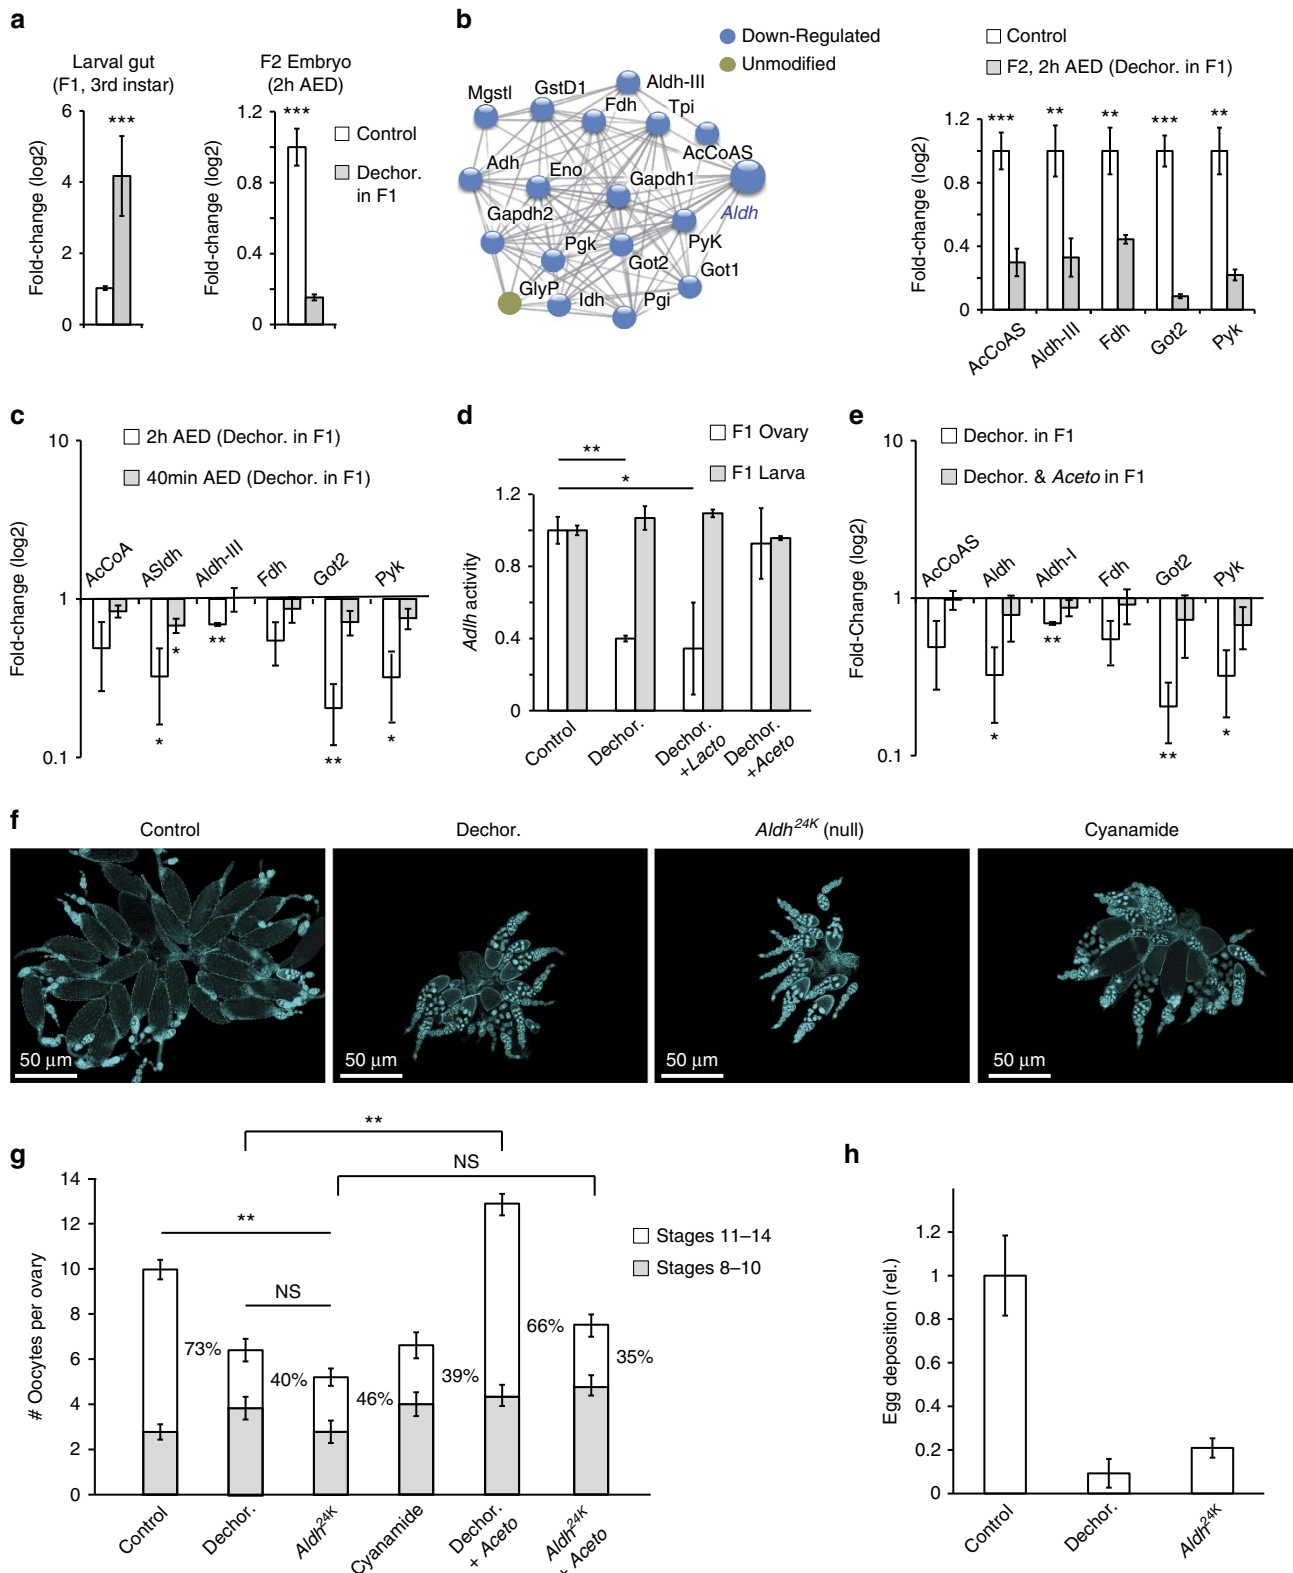 a
Larval gut
(F1, 3rd instar)
Fold-change (log2)
6
4
2
0
***
F2 Embryo
(2h AED)
Fold-change (log2)
1.2
0.8
0.4
0
***
Control
Dechor.
in F1
b
Down-Regulated
Unmodified
Mgstl
GstD1
Aldh-III
Fdh
Tpi
AcCoAS
Adh
Eno
Gapdh1
Aldh
Gapdh2
PyK
Pgk
Got2
Got1
GlyP
Idh
Pgi
Control
F2, 2h AED (Dechor. in F1)
Fold-change (log2)
1.2
0.8
0.4
0
***
**
**
***
**
AcCoAS
Aldh-III
Fdh
Got2
Pyk
c
2h AED (Dechor. in F1)
40min AED (Dechor. in F1)
Fold-change (log2)
10
1
0.1
AcCoA
ASldh
Aldh-III
Fdh
Got2
Pyk
*
*
**
**
*
d
F1 Ovary
F1 Larva
**
*
Adlh activity
1.2
0.8
0.4
0
Control
Dechor.
Dechor.
+Lacto
Dechor.
+Aceto
e
Dechor. in F1
Dechor. & Aceto in F1
Fold-Change (log2)
10
1
0.1
AcCoAS
Aldh
Aldh-I
Fdh
Got2
Pyk
*
**
**
*
f
Control
Dechor.
Aldh24K (null)
Cyanamide
50 μm
50 μm
50 μm
50 μm
g
# Oocytes per ovary
14
12
10
8
6
4
2
0
**
NS
**
NS
Stages 11–14
Stages 8–10
73%
40%
46%
39%
66%
35%
Control
Dechor.
Aldh24K
Cyanamide
Dechor.
+ Aceto
Aldh24K
+ Aceto
h
Egg deposition (rel.)
1.2
1
0.8
0.6
0.4
0.2
0
Control
Dechor.
Aldh24K